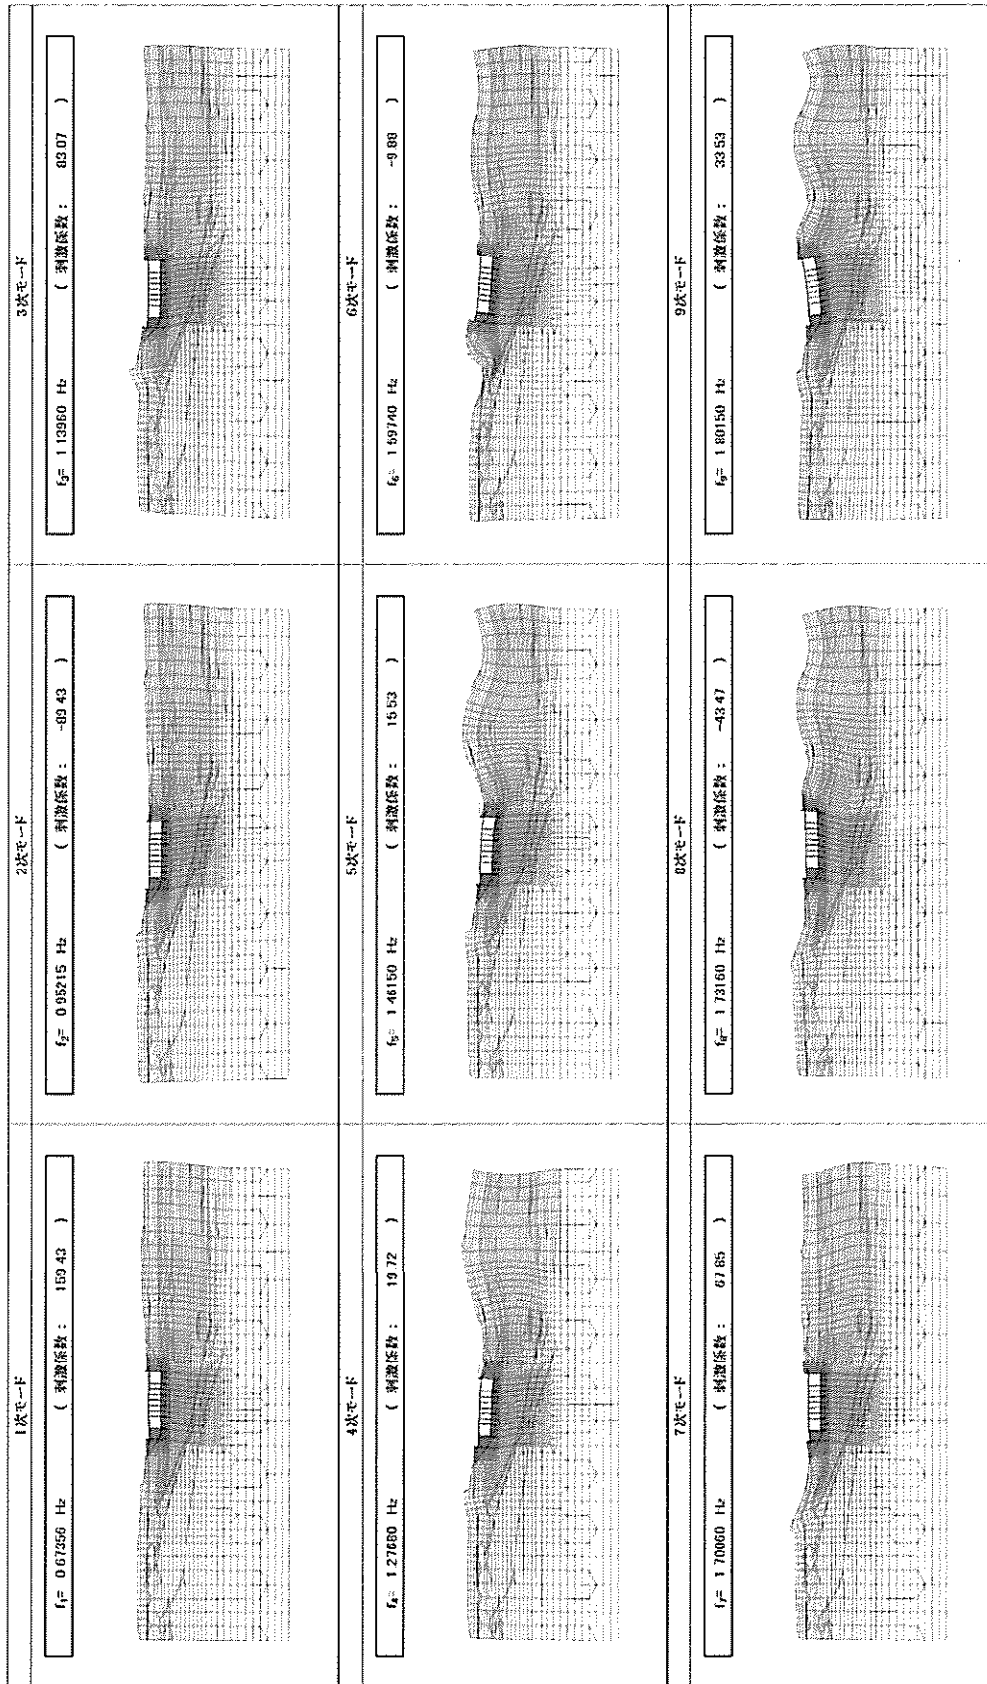 1次モード
f₁= 0.67356 Hz ( 刺激係数 : 159.43 )
2次モード
f₂= 0.95215 Hz ( 刺激係数 : -89.43 )
3次モード
f₃= 1.13960 Hz ( 刺激係数 : 83.07 )
4次モード
f₄= 1.27680 Hz ( 刺激係数 : 19.72 )
5次モード
f₅= 1.46150 Hz ( 刺激係数 : 15.53 )
6次モード
f₆= 1.59740 Hz ( 刺激係数 : -9.88 )
7次モード
f₇= 1.70060 Hz ( 刺激係数 : 67.85 )
8次モード
f₈= 1.73160 Hz ( 刺激係数 : -43.47 )
9次モード
f₉= 1.80150 Hz ( 刺激係数 : 33.53 )